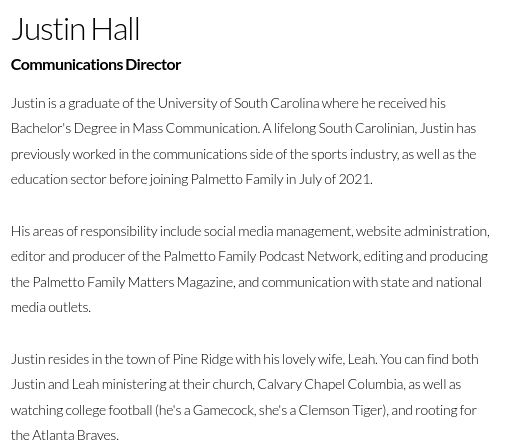 Justin Hall
Communications Director
Justin is a graduate of the University of South Carolina where he received his
Bachelor's Degree in Mass Communication. A lifelong South Carolinian, Justin has
previously worked in the communications side of the sports industry, as well as the
education sector before joining Palmetto Family in July of 2021.
His areas of responsibility include social media management, website administration,
editor and producer of the Palmetto Family Podcast Network, editing and producing
the Palmetto Family Matters Magazine, and communication with state and national
media outlets.
Justin resides in the town of Pine Ridge with his lovely wife, Leah. You can find both
Justin and Leah ministering at their church, Calvary Chapel Columbia, as well as
watching college football (he's a Gamecock, she's a Clemson Tiger), and rooting for
the Atlanta Braves.